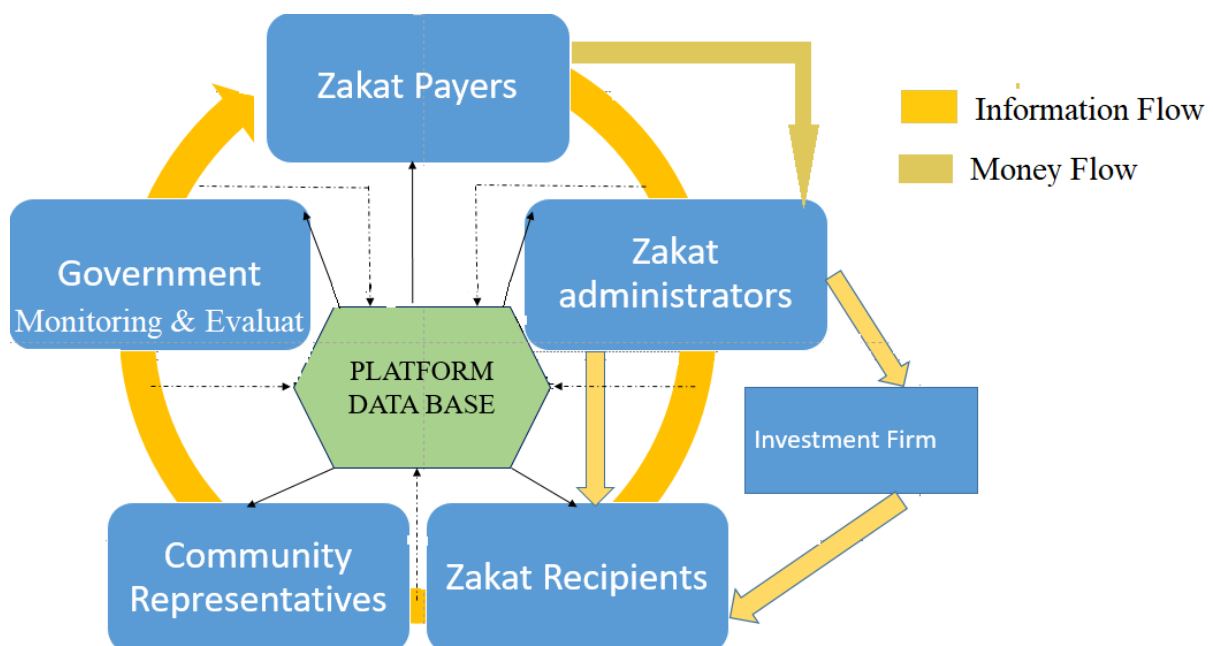 Zakat Payers
Information Flow
Money Flow
Government
Monitoring & Evaluat
Zakat
administrators
PLATFORM
DATA BASE
Investment Firm
Community
Representatives
Zakat Recipients